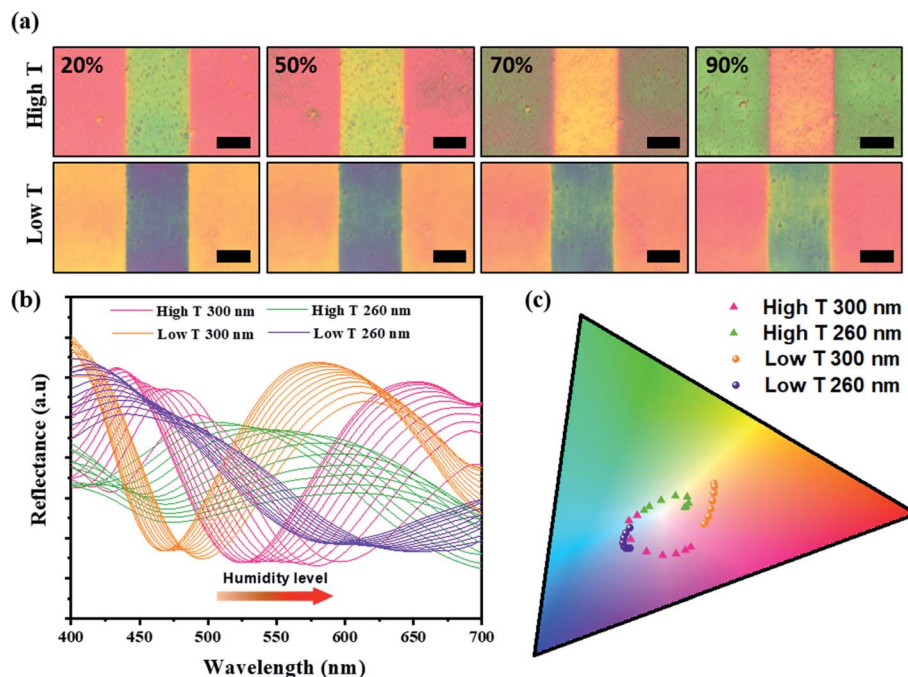 (a)
High T
20%
50%
70%
90%
Low T
(b)
High T 300 nm
High T 260 nm
Low T 300 nm
Low T 260 nm
Reflectance (a.u)
Humidity level
400
450
500
550
600
650
700
Wavelength (nm)
(c)
High T 300 nm
High T 260 nm
Low T 300 nm
Low T 260 nm